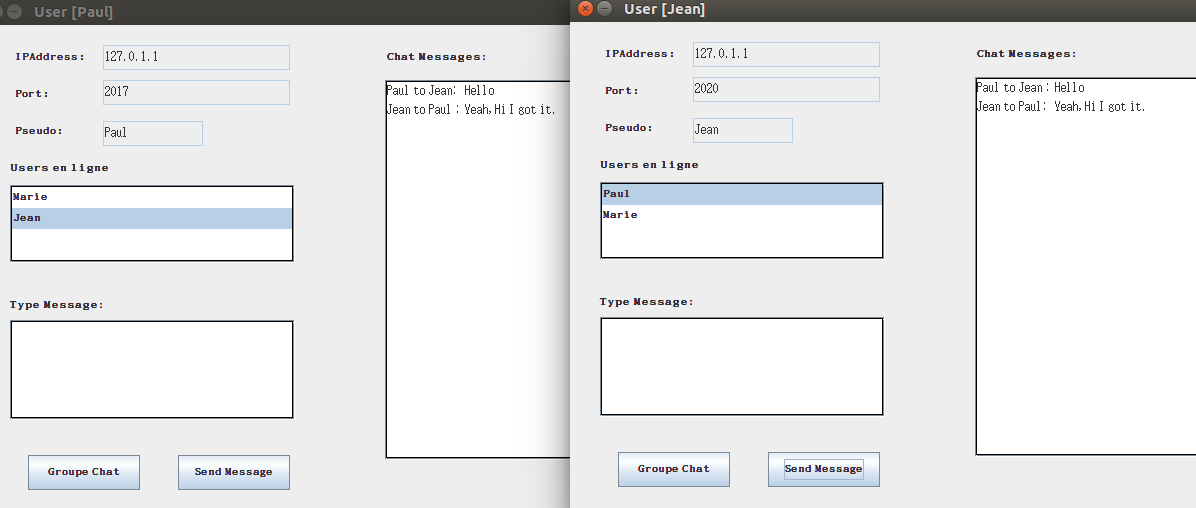 User [Paul]
IPAddress:
127.0.1.1
Port:
2017
Pseudo:
Paul
Users en ligne
Marie
Jean
Type Message:
Groupe Chat
Send Message
Chat Messages:
Paul to Jean: Hello
Jean to Paul : Yeah,Hi I got it.
User [Jean]
IPAddress:
127.0.1.1
Port:
2020
Pseudo:
Jean
Users en ligne
Paul
Marie
Type Message:
Groupe Chat
Send Message
Chat Messages:
Paul to Jean : Hello
Jean to Paul: Yeah,Hi I got it.